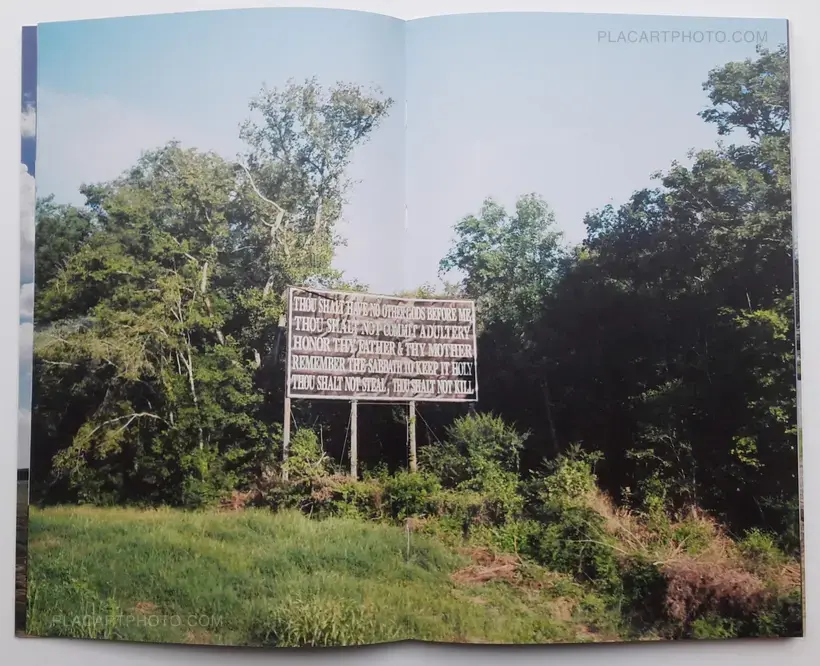 PLACARTPHOTO.COM
THOU SHALT HAVE NO OTHER GODS BEFORE ME
THOU SHALT NOT COMMIT ADULTERY
HONOR THY FATHER & THY MOTHER
REMEMBER THE SABBATH TO KEEP IT HOLY
THOU SHALT NOT STEAL, THOU SHALT NOT KILL
PLACARTPHOTO.COM